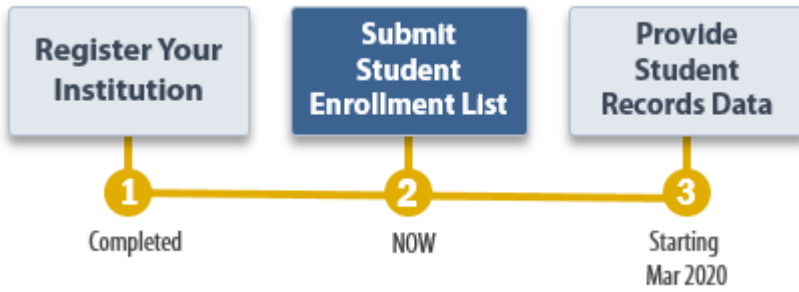 Register Your
Institution
Submit
Student
Enrollment List
Provide
Student
Records Data
1
2
3
Completed
NOW
Starting
Mar 2020